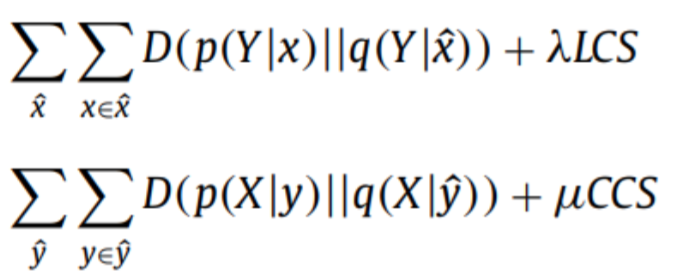 ∑_{x̂} ∑_{x∈x̂} D(p(Y|x)||q(Y|x̂)) + λLCS
∑_{ŷ} ∑_{y∈ŷ} D(p(X|y)||q(X|ŷ)) + μCCS